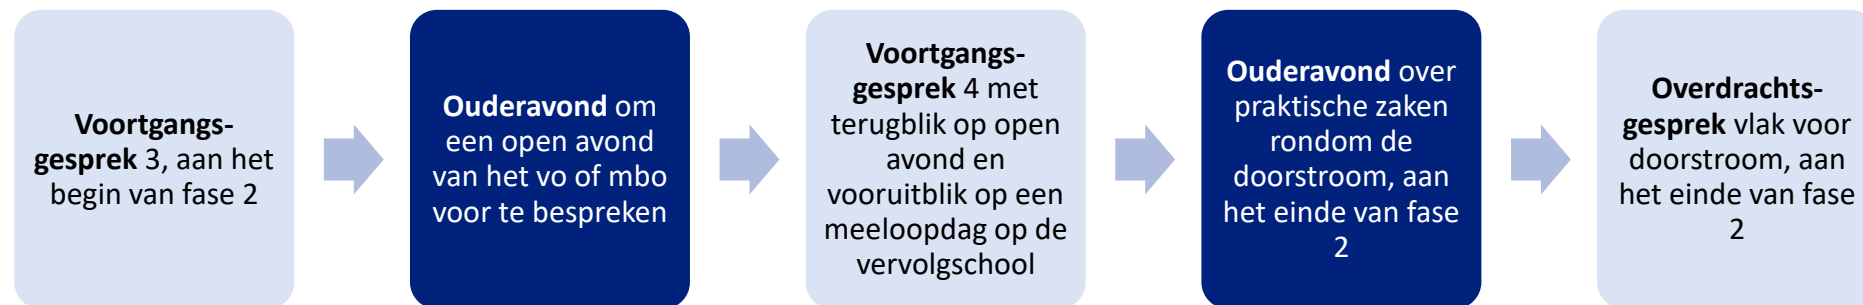 Voortgangs-
gesprek 3, aan het
begin van fase 2
Ouderavond om
een open avond
van het vo of mbo
voor te bespreken
Voortgangs-
gesprek 4 met
terugblik op open
avond en
vooruitblik op een
meeloopdag op de
vervolgschool
Ouderavond over
praktische zaken
rondom de
doorstroom, aan
het einde van fase
2
Overdrachts-
gesprek vlak voor
doorstroom, aan
het einde van fase
2